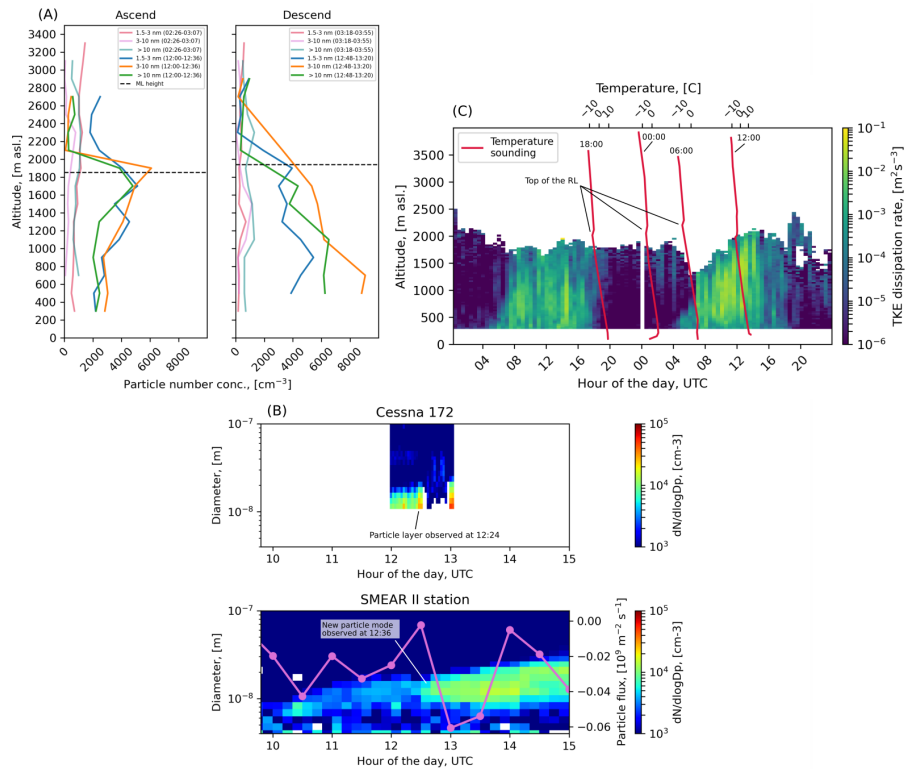 (A)
Ascend
Descend
3400
3200
3000
2800
2600
2400
2200
2000
1800
1600
1400
1200
1000
800
600
400
200
0
Altitude, [m asl.]
1.5-3 nm (02:26-03:07)
3-10 nm (02:26-03:07)
> 10 nm (02:26-03:07)
1.5-3 nm (12:00-12:36)
3-10 nm (12:00-12:36)
> 10 nm (12:00-12:36)
ML height
1.5-3 nm (03:18-03:55)
3-10 nm (03:18-03:55)
> 10 nm (03:18-03:55)
1.5-3 nm (12:48-13:20)
3-10 nm (12:48-13:20)
> 10 nm (12:48-13:20)
0 2000 4000 6000 8000
0 2000 4000 6000 8000
Particle number conc., [cm⁻³]
(C)
Temperature, [C]
−10 0 10
−10 0
−10 0
−10 0 10
Temperature
sounding
18:00
00:00
06:00
12:00
Top of the RL
3500
3000
2500
2000
1500
1000
500
0
Altitude, [m asl.]
04 08 12 16 20 04 08 12 16 20
Hour of the day, UTC
10⁻¹
10⁻²
10⁻³
10⁻⁴
10⁻⁵
10⁻⁶
TKE dissipation rate, [m²s⁻³]
(B)
Cessna 172
10⁻⁷
10⁻⁸
Diameter, [m]
Particle layer observed at 12:24
10 11 12 13 14 15
Hour of the day, UTC
10⁵
10⁴
10³
dN/dlogDp, [cm-3]
SMEAR II station
10⁻⁷
10⁻⁸
Diameter, [m]
New particle mode
observed at 12:36
0.00
−0.02
−0.04
−0.06
Particle flux, [10⁹ m⁻² s⁻¹]
10 11 12 13 14 15
Hour of the day, UTC
10⁵
10⁴
10³
dN/dlogDp, [cm-3]